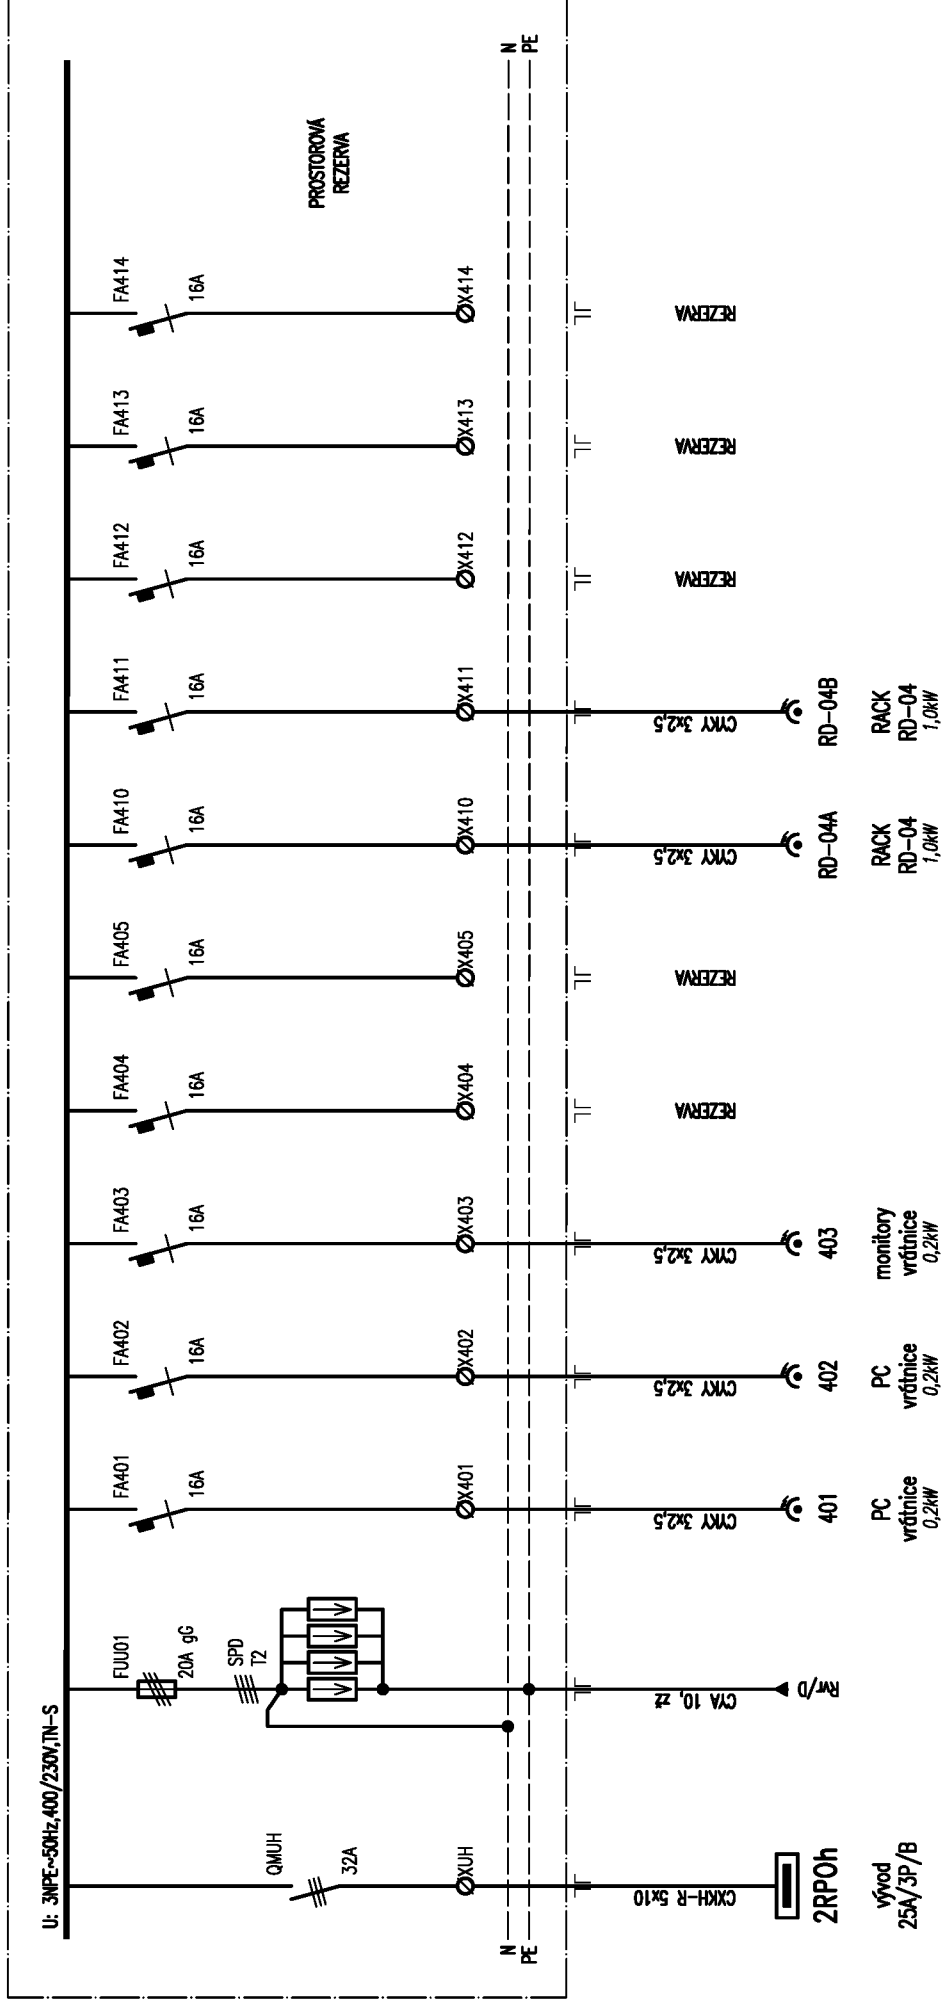 U: 3NPE~50Hz,400/230V,TN-S
N
PE
QMUH
32A
XUH
CXKH-R 5x10
2RPOh
vývod
25A/3P/B
FUU01
20A gG
SPD
T2
CYA 10, zž
Rvr/D
FA401
16A
X401
CYKY 3x2,5
401
PC
vrátnice
0,2kW
FA402
16A
X402
CYKY 3x2,5
402
PC
vrátnice
0,2kW
FA403
16A
X403
CYKY 3x2,5
403
monitory
vrátnice
0,2kW
FA404
16A
X404
REZERVA
FA405
16A
X405
REZERVA
FA410
16A
X410
CYKY 3x2,5
RD-04A
RACK
RD-04
1,0kW
FA411
16A
X411
CYKY 3x2,5
RD-04B
RACK
RD-04
1,0kW
FA412
16A
X412
REZERVA
FA413
16A
X413
REZERVA
FA414
16A
X414
REZERVA
PROSTOROVÁ
REZERVA
N
PE